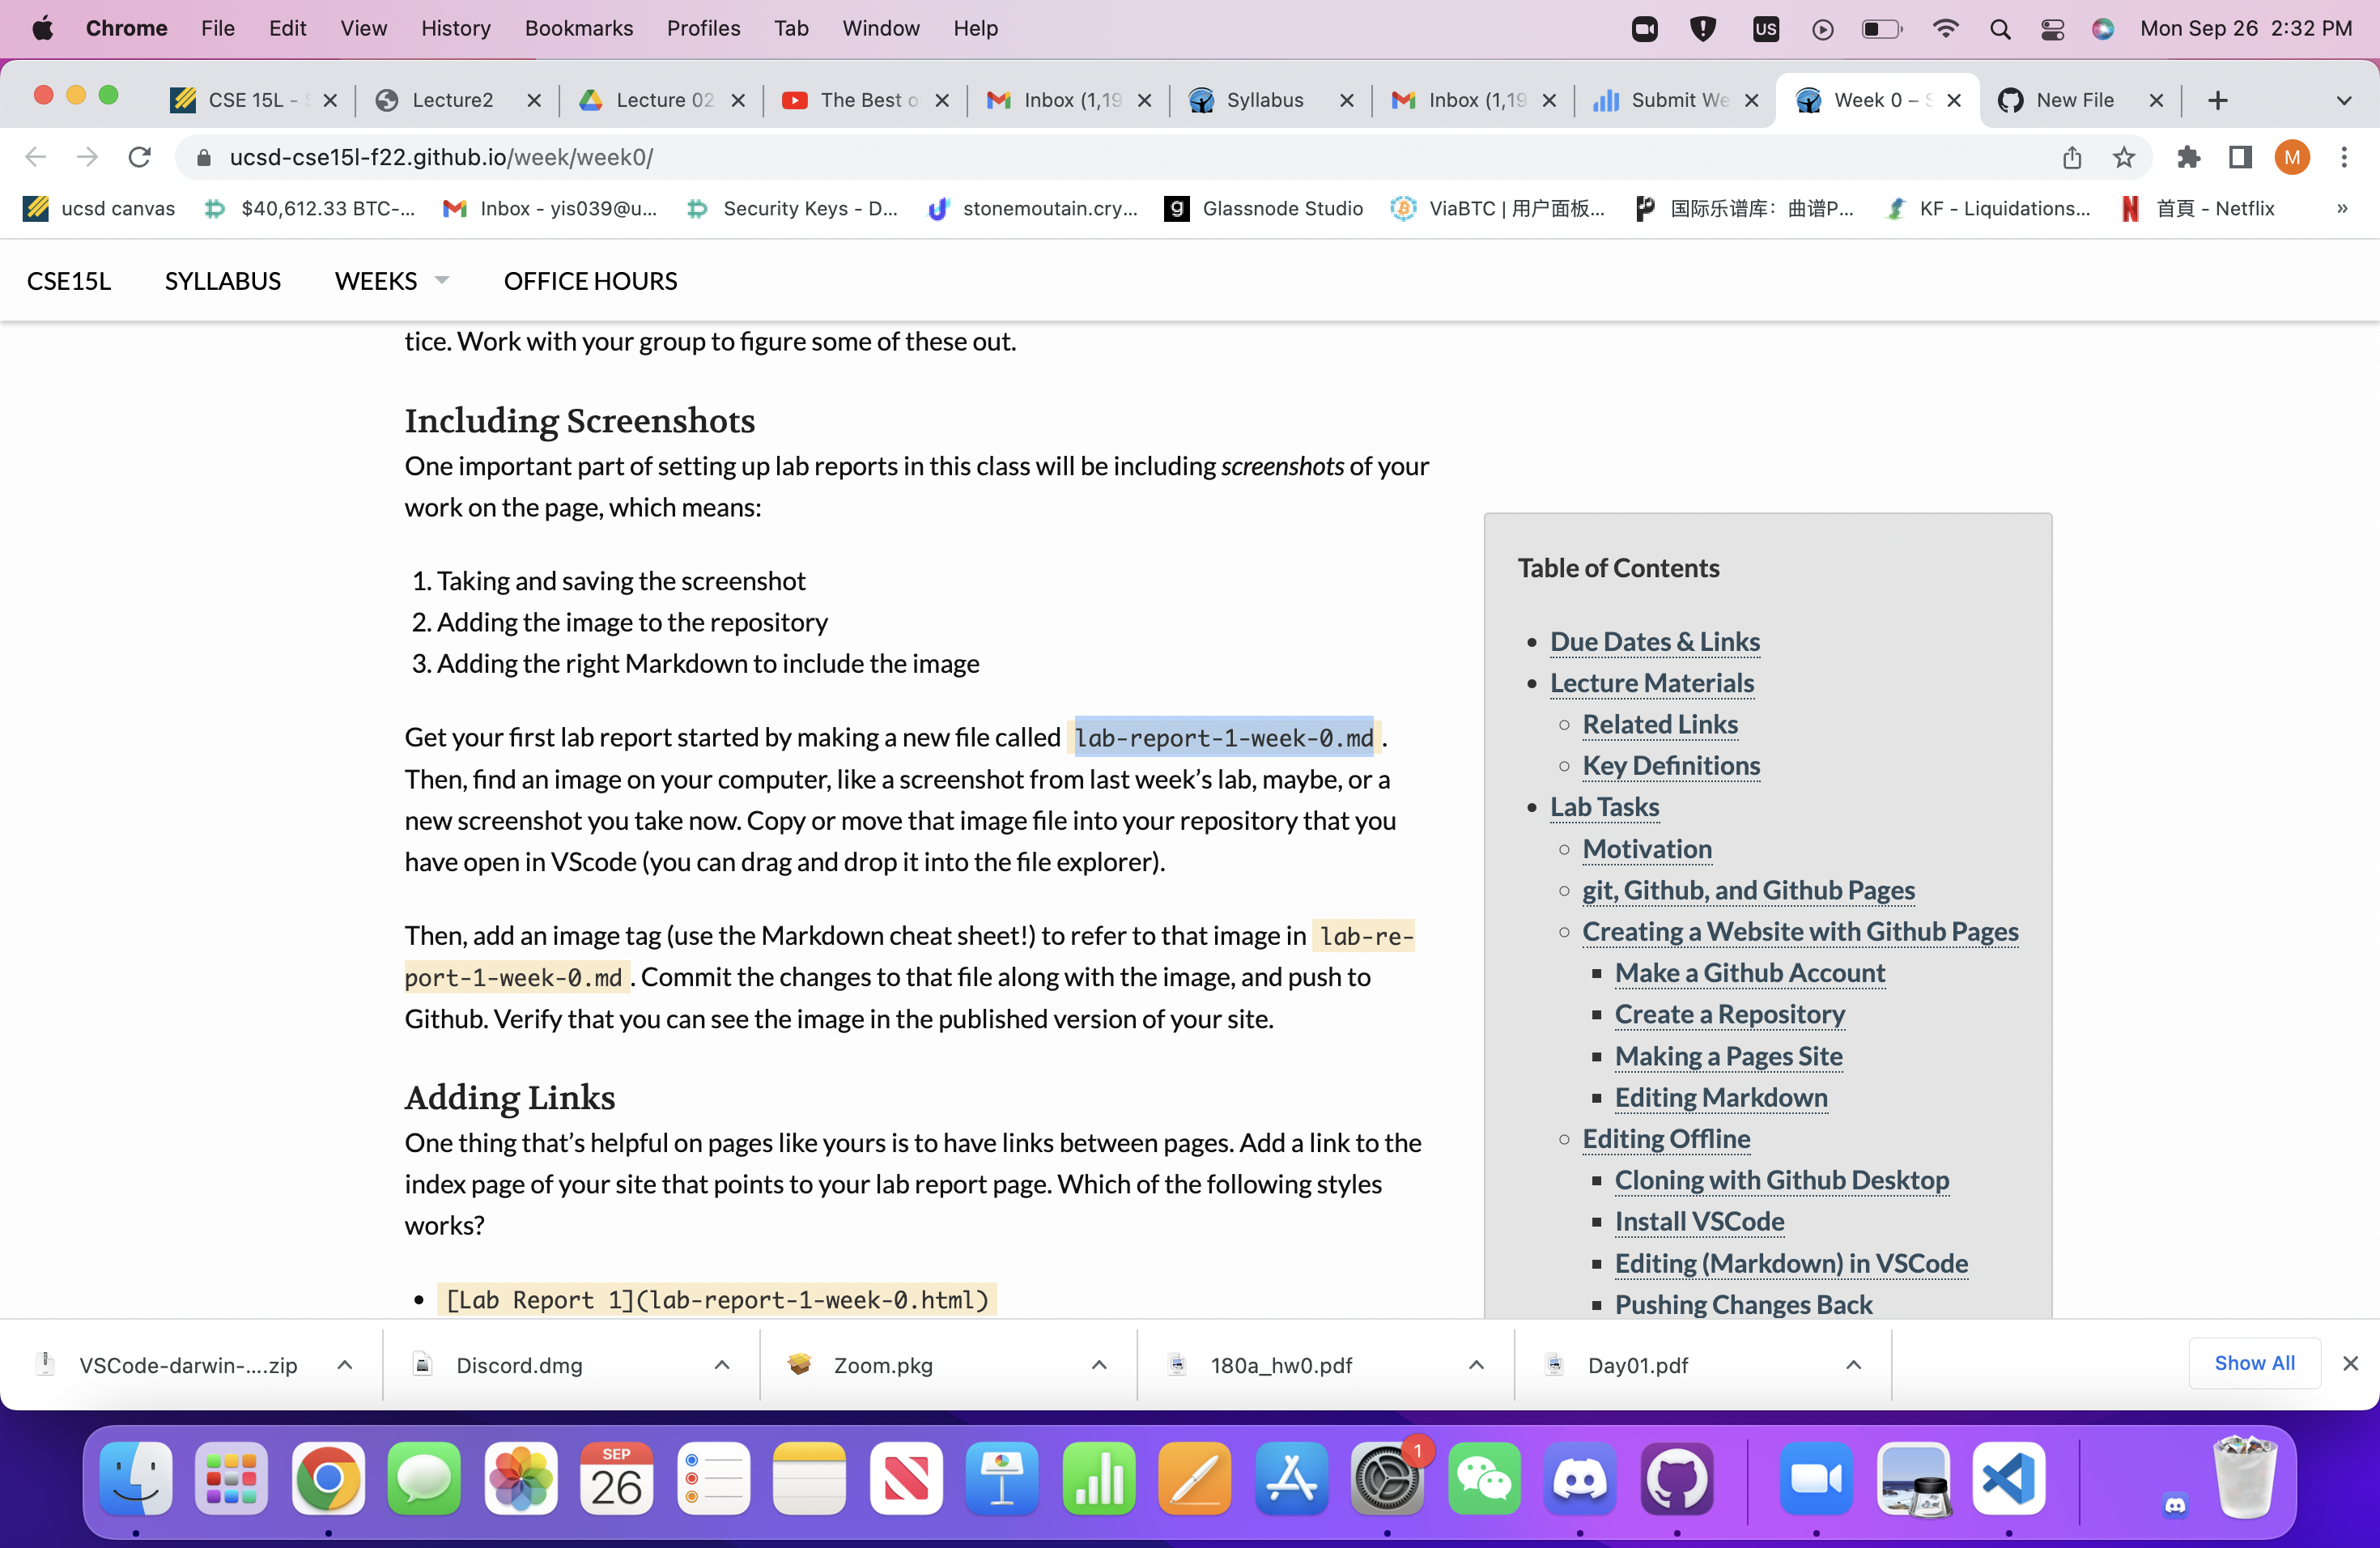 Chrome File Edit View History Bookmarks Profiles Tab Window Help US Mon Sep 26 2:32 PM
CSE 15L - Lecture2 Lecture 02 The Best o Inbox (1,19 Syllabus Inbox (1,19 Submit We Week 0 – S New File
ucsd-cse15l-f22.github.io/week/week0/ M
ucsd canvas $40,612.33 BTC-... Inbox - yis039@u... Security Keys - D... stonemoutain.cry... Glassnode Studio ViaBTC | 用户面板... 国际乐谱库：曲谱P... KF - Liquidations... 首頁 - Netflix »
CSE15L SYLLABUS WEEKS OFFICE HOURS
tice. Work with your group to figure some of these out.
Including Screenshots
One important part of setting up lab reports in this class will be including screenshots of your
work on the page, which means:
1. Taking and saving the screenshot
2. Adding the image to the repository
3. Adding the right Markdown to include the image
Get your first lab report started by making a new file called lab-report-1-week-0.md.
Then, find an image on your computer, like a screenshot from last week’s lab, maybe, or a
new screenshot you take now. Copy or move that image file into your repository that you
have open in VScode (you can drag and drop it into the file explorer).
Then, add an image tag (use the Markdown cheat sheet!) to refer to that image in lab-re-
port-1-week-0.md. Commit the changes to that file along with the image, and push to
Github. Verify that you can see the image in the published version of your site.
Adding Links
One thing that’s helpful on pages like yours is to have links between pages. Add a link to the
index page of your site that points to your lab report page. Which of the following styles
works?
• [Lab Report 1](lab-report-1-week-0.html)
Table of Contents
• Due Dates & Links
• Lecture Materials
◦ Related Links
◦ Key Definitions
• Lab Tasks
◦ Motivation
◦ git, Github, and Github Pages
◦ Creating a Website with Github Pages
▪ Make a Github Account
▪ Create a Repository
▪ Making a Pages Site
▪ Editing Markdown
◦ Editing Offline
▪ Cloning with Github Desktop
▪ Install VSCode
▪ Editing (Markdown) in VSCode
▪ Pushing Changes Back
VSCode-darwin-....zip Discord.dmg Zoom.pkg 180a_hw0.pdf Day01.pdf Show All
SEP
26
1